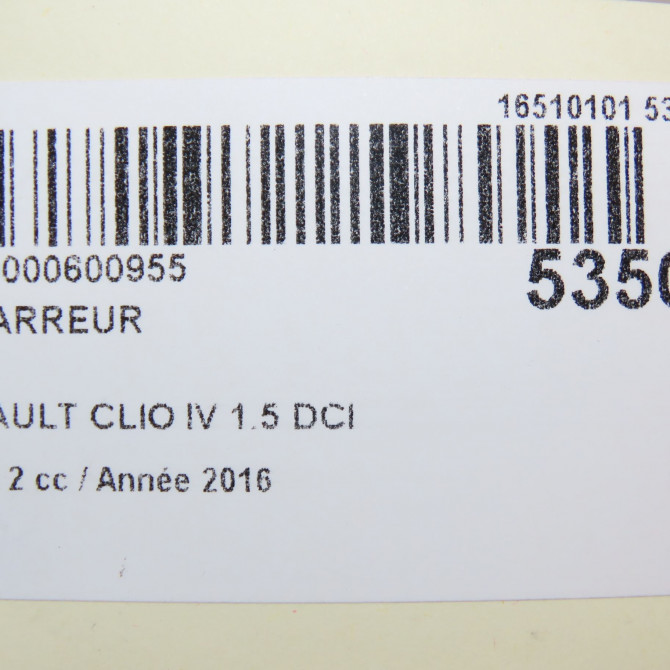 16510101 53
000600955
5350
ARREUR
AULT CLIO IV 1.5 DCI
2 cc / Année 2016